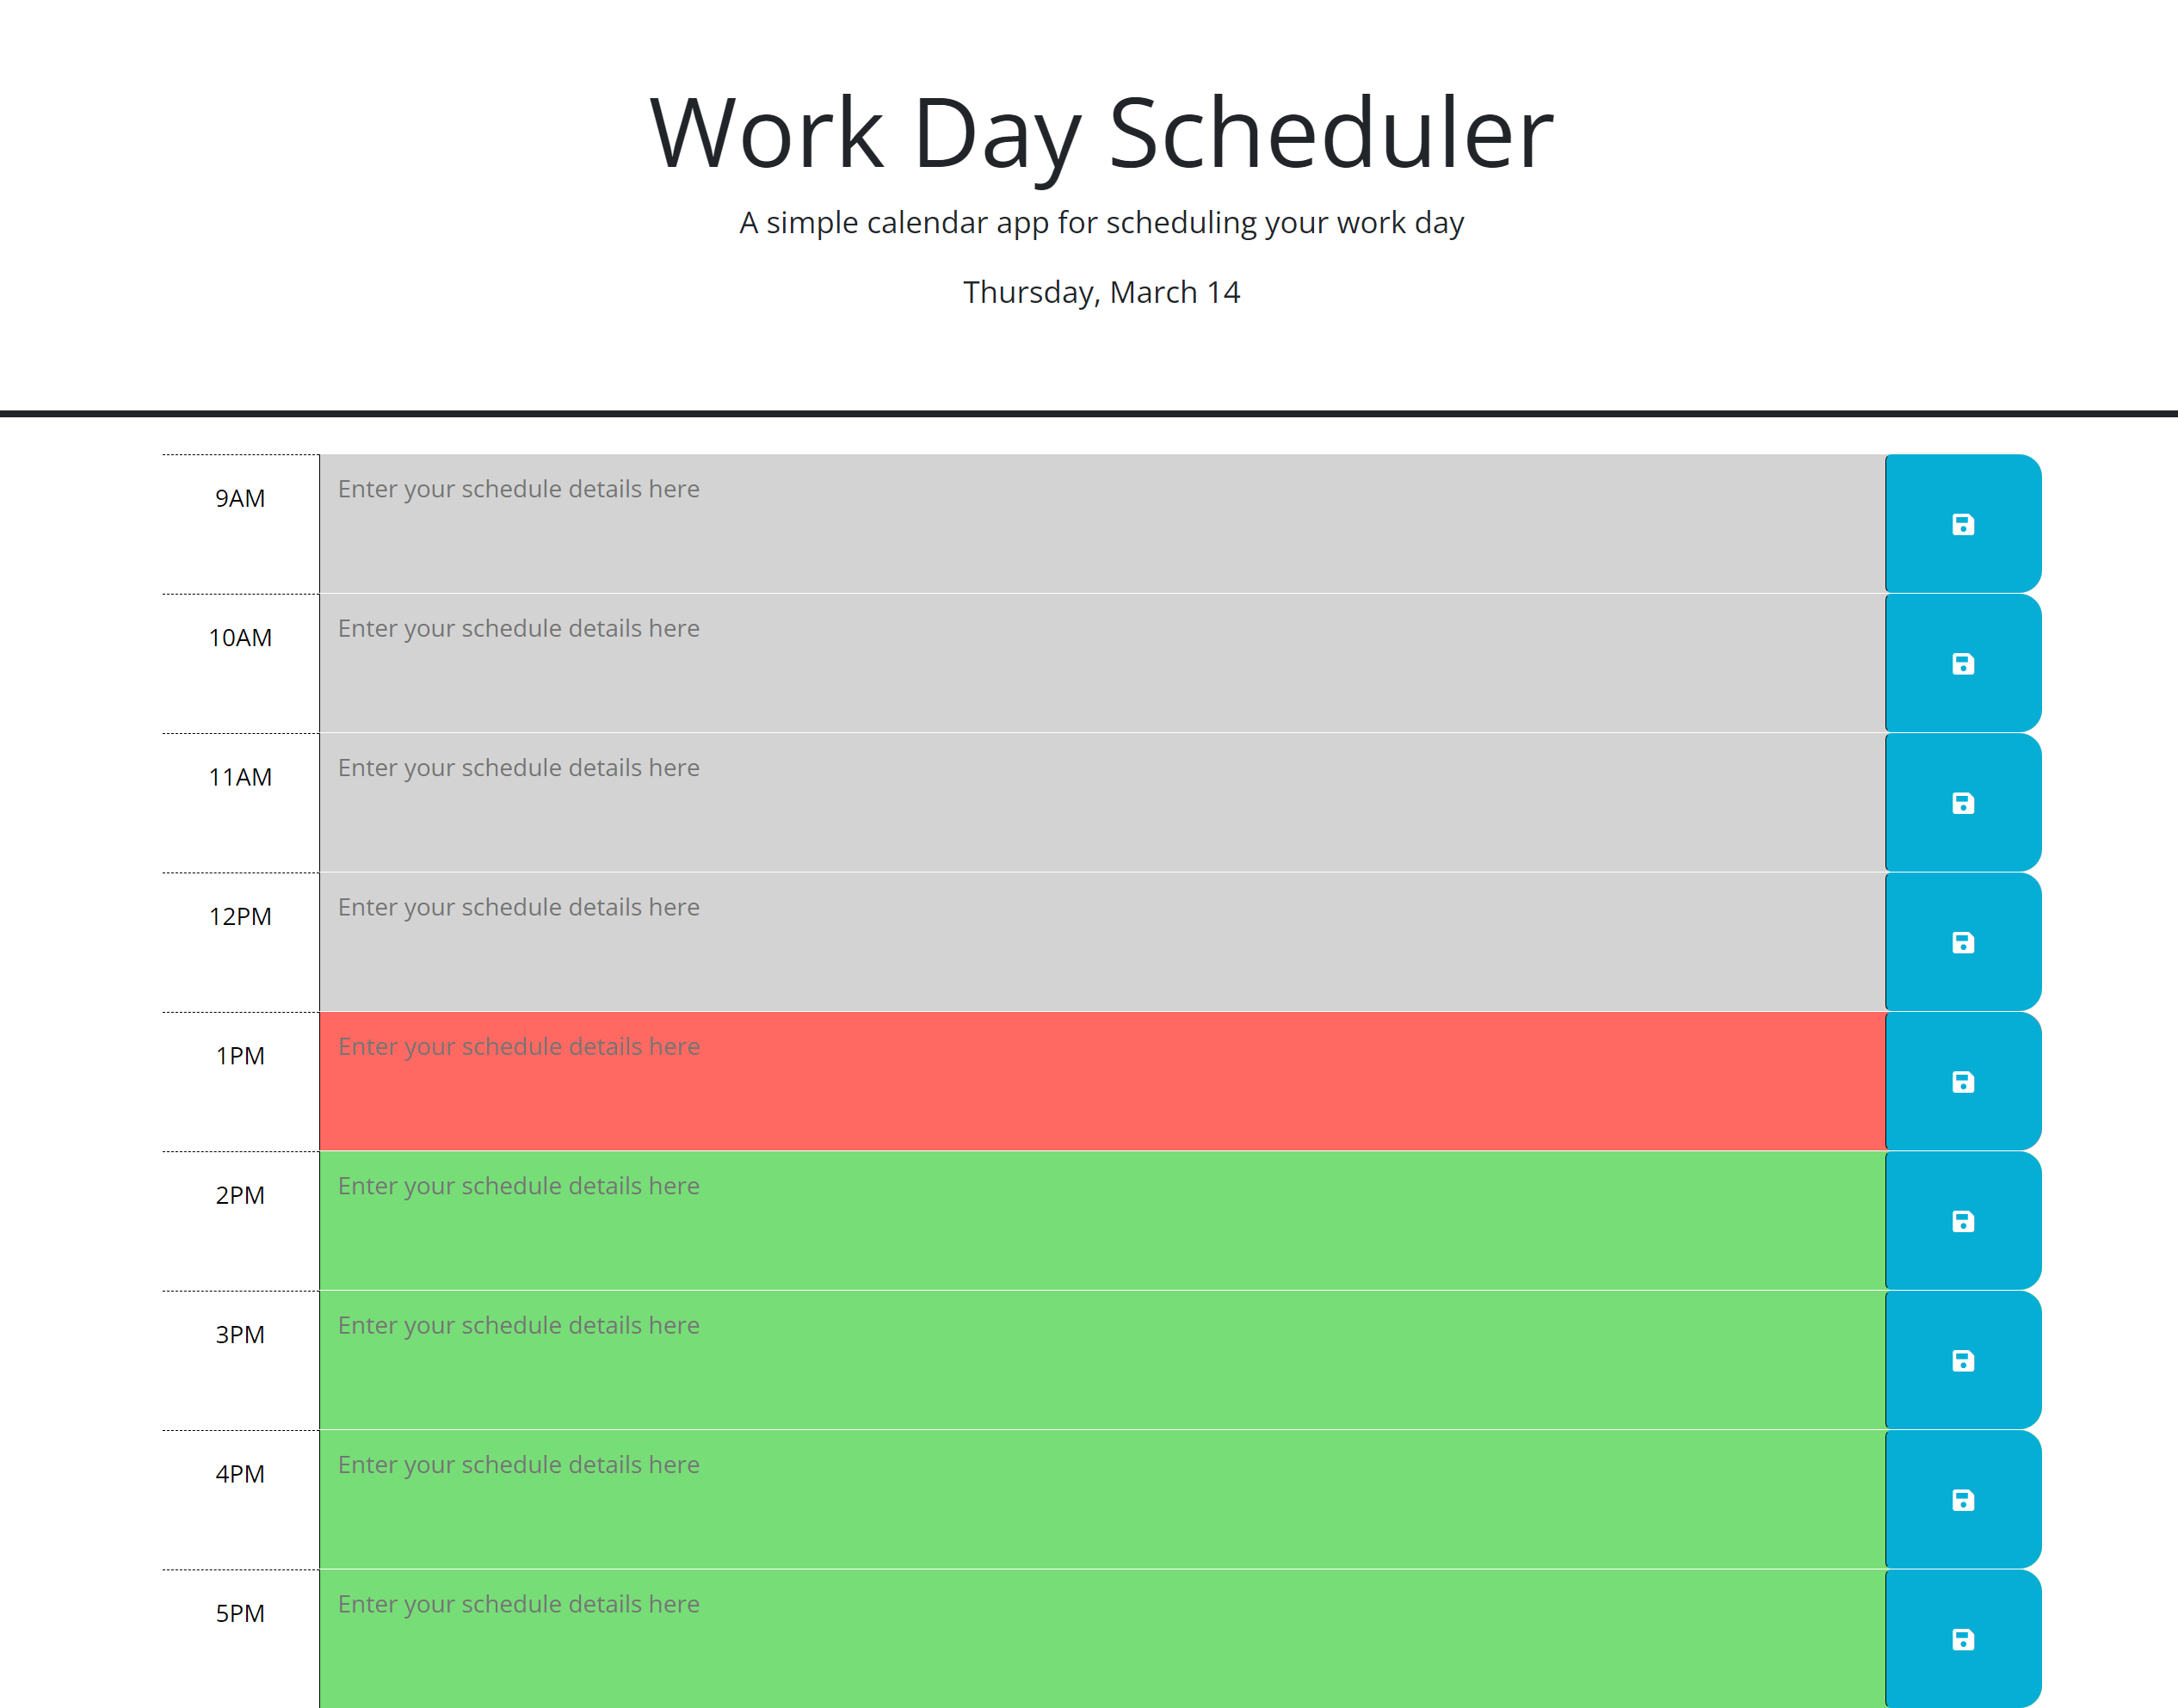 Work Day Scheduler
A simple calendar app for scheduling your work day
Thursday, March 14
9AM
Enter your schedule details here
10AM
Enter your schedule details here
11AM
Enter your schedule details here
12PM
Enter your schedule details here
1PM
Enter your schedule details here
2PM
Enter your schedule details here
3PM
Enter your schedule details here
4PM
Enter your schedule details here
5PM
Enter your schedule details here